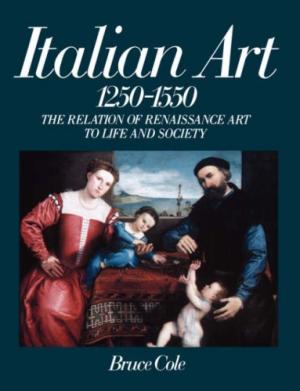 Italian Art
1250-1550
THE RELATION OF RENAISSANCE ART
TO LIFE AND SOCIETY
Bruce Cole